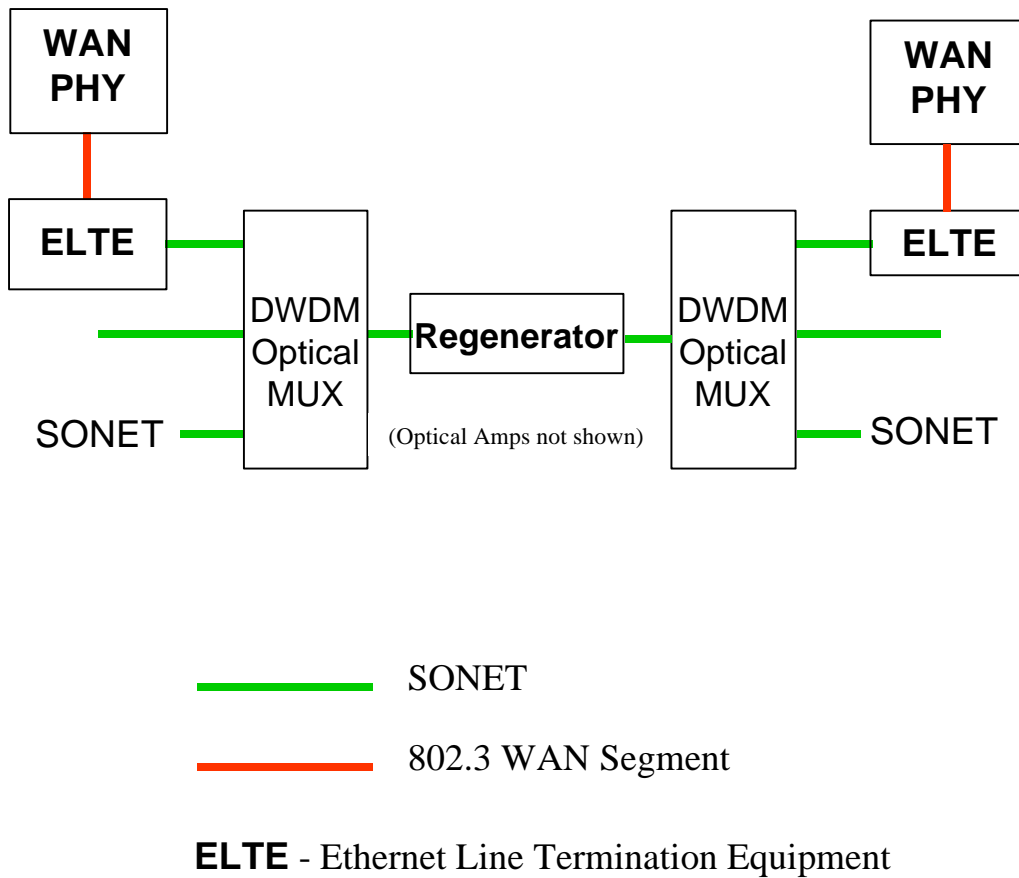 WAN
PHY
WAN
PHY
ELTE
ELTE
DWDM
Optical
MUX
Regenerator
DWDM
Optical
MUX
SONET
(Optical Amps not shown)
SONET
SONET
802.3 WAN Segment
ELTE - Ethernet Line Termination Equipment